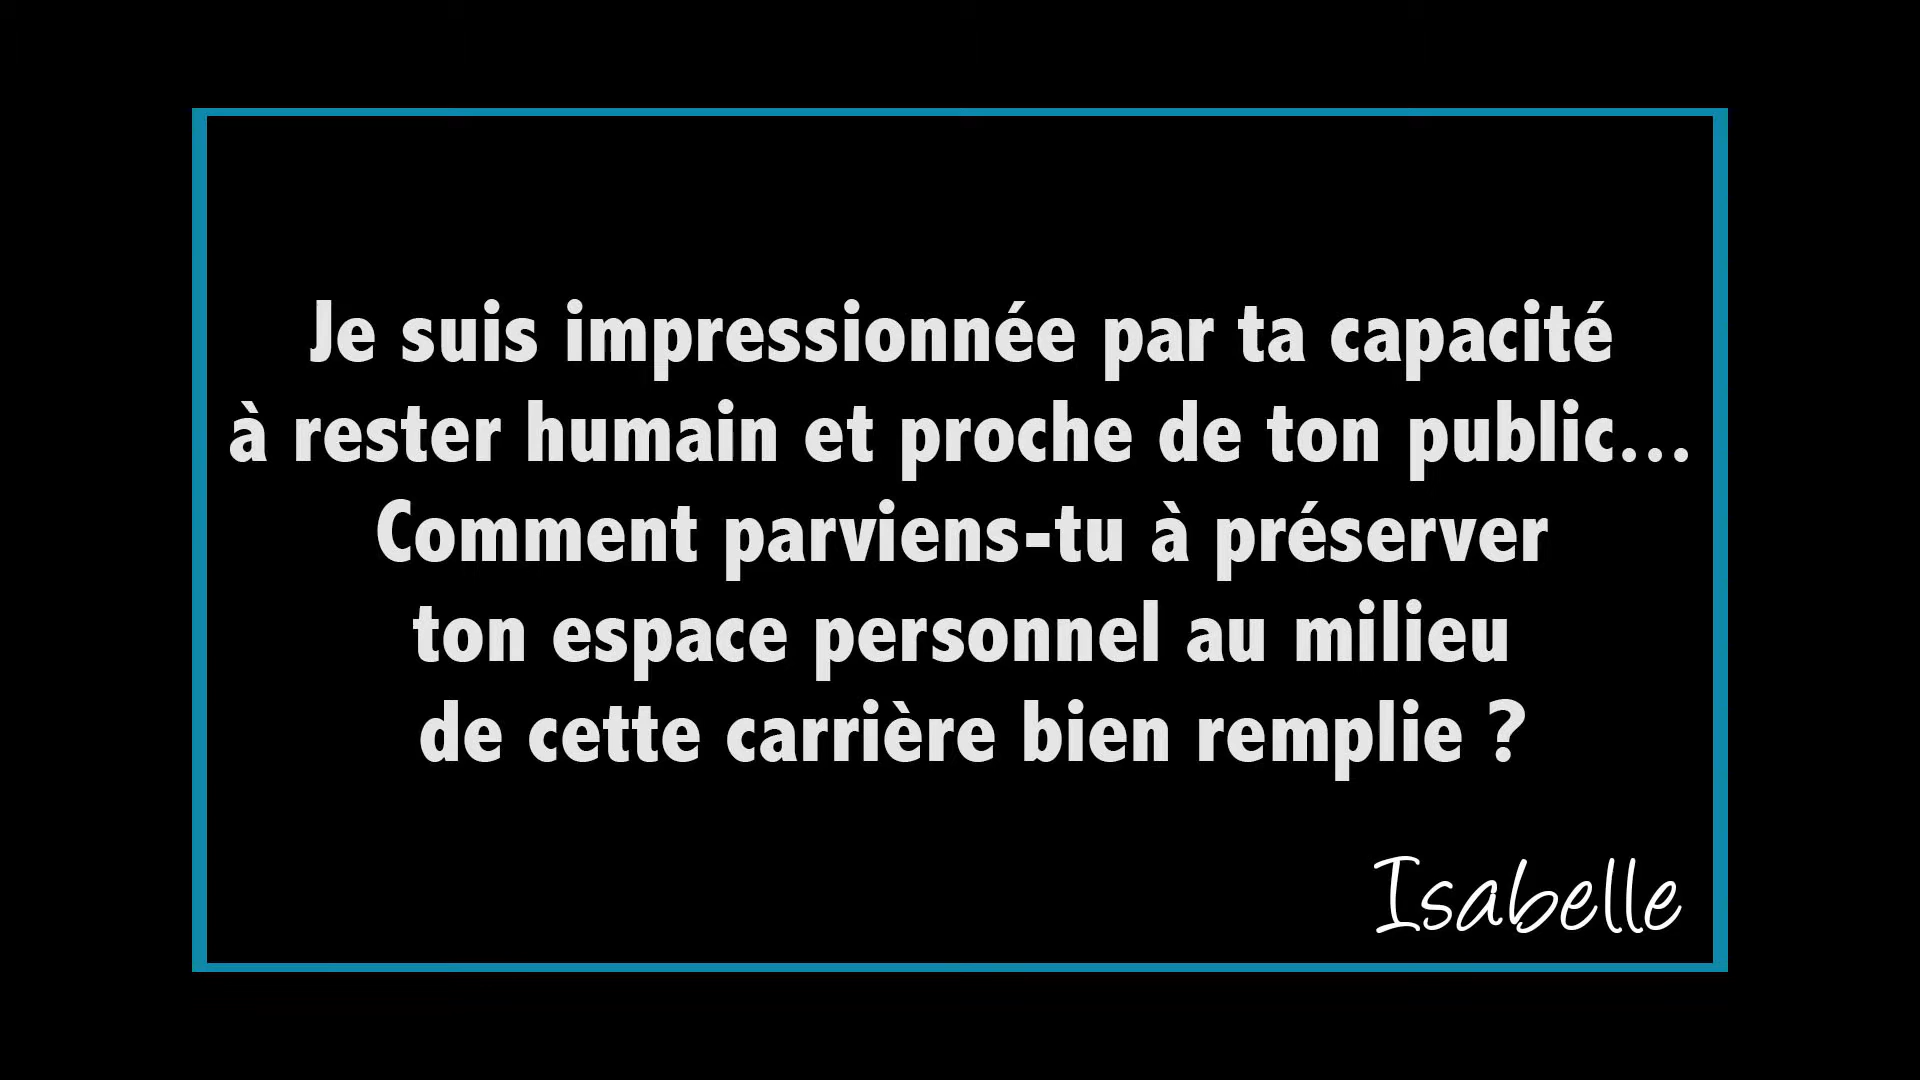 Je suis impressionnée par ta capacité
à rester humain et proche de ton public...
Comment parviens-tu à préserver
ton espace personnel au milieu
de cette carrière bien remplie ?
Isabelle